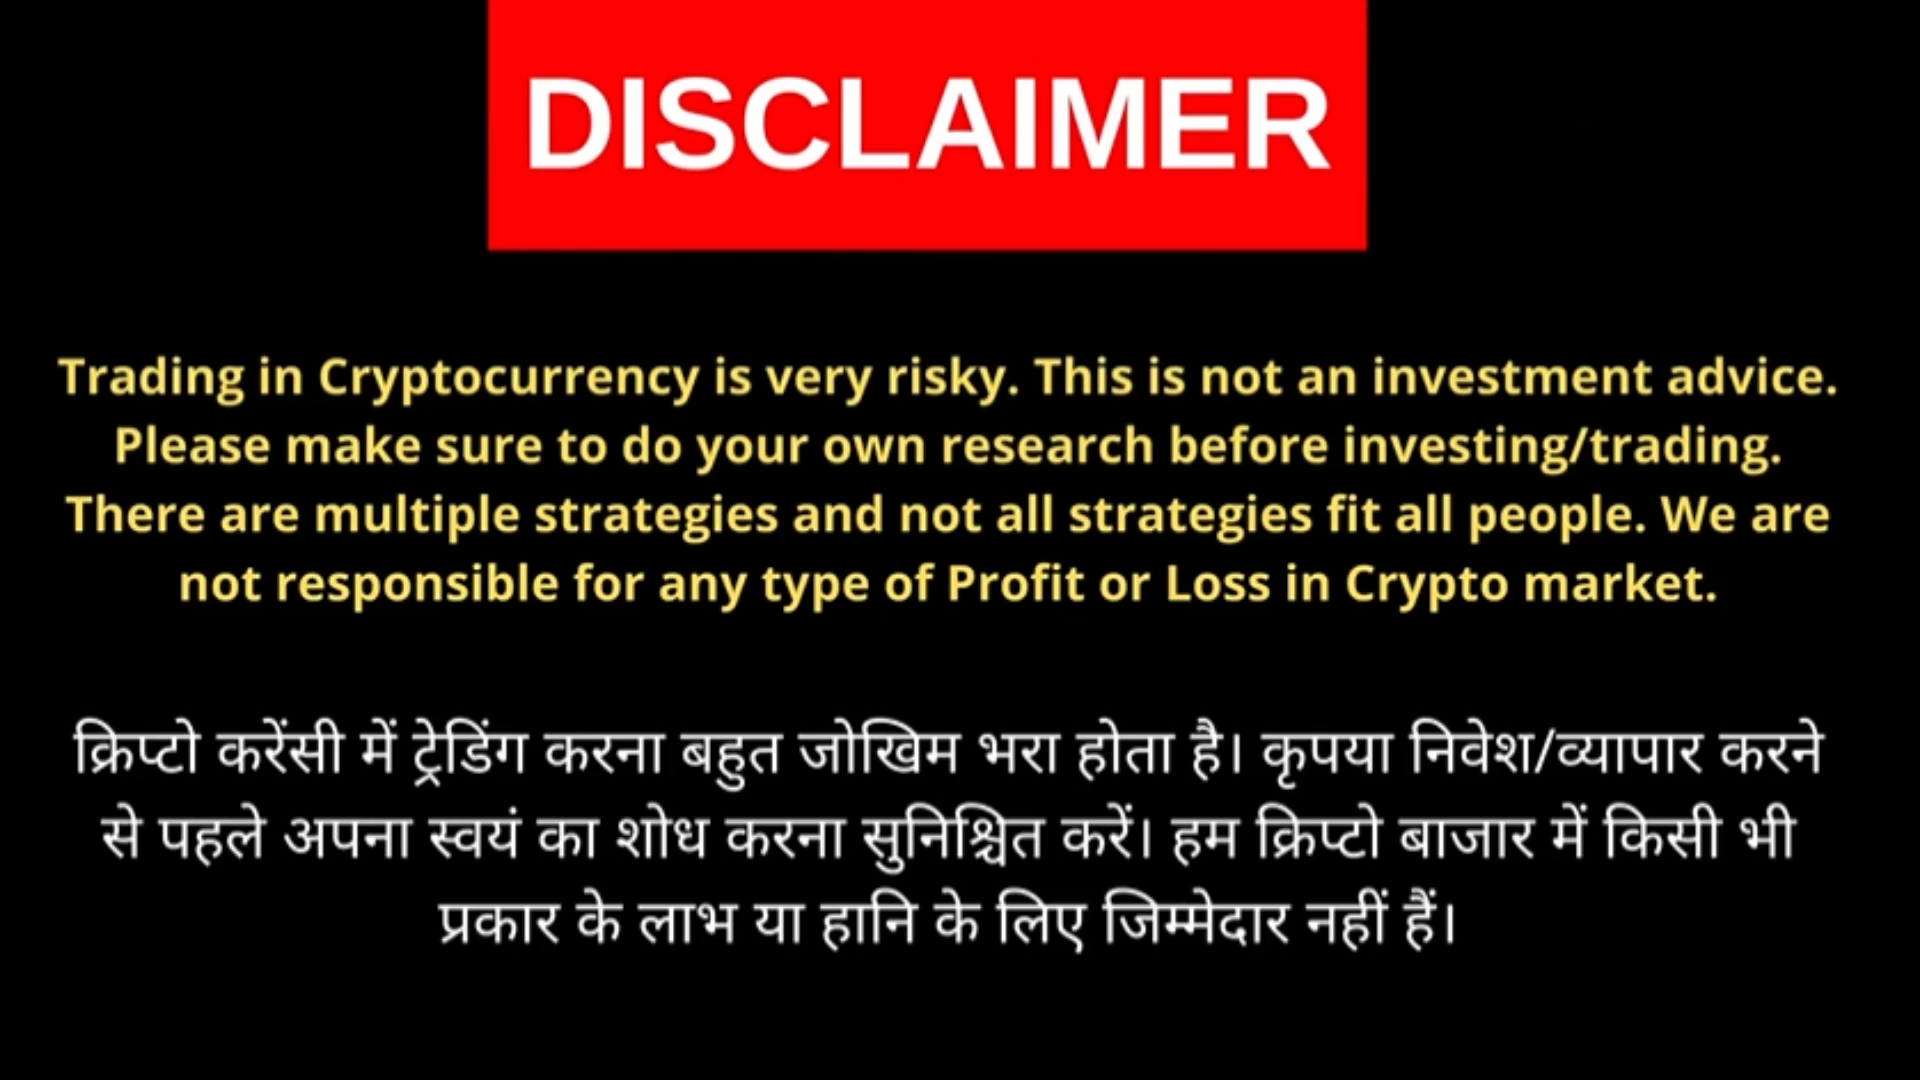 DISCLAIMER
Trading in Cryptocurrency is very risky. This is not an investment advice.
Please make sure to do your own research before investing/trading.
There are multiple strategies and not all strategies fit all people. We are
not responsible for any type of Profit or Loss in Crypto market.
क्रिप्टो करेंसी में ट्रेडिंग करना बहुत जोखिम भरा होता है। कृपया निवेश/व्यापार करने
से पहले अपना स्वयं का शोध करना सुनिश्चित करें। हम क्रिप्टो बाजार में किसी भी
प्रकार के लाभ या हानि के लिए जिम्मेदार नहीं हैं।